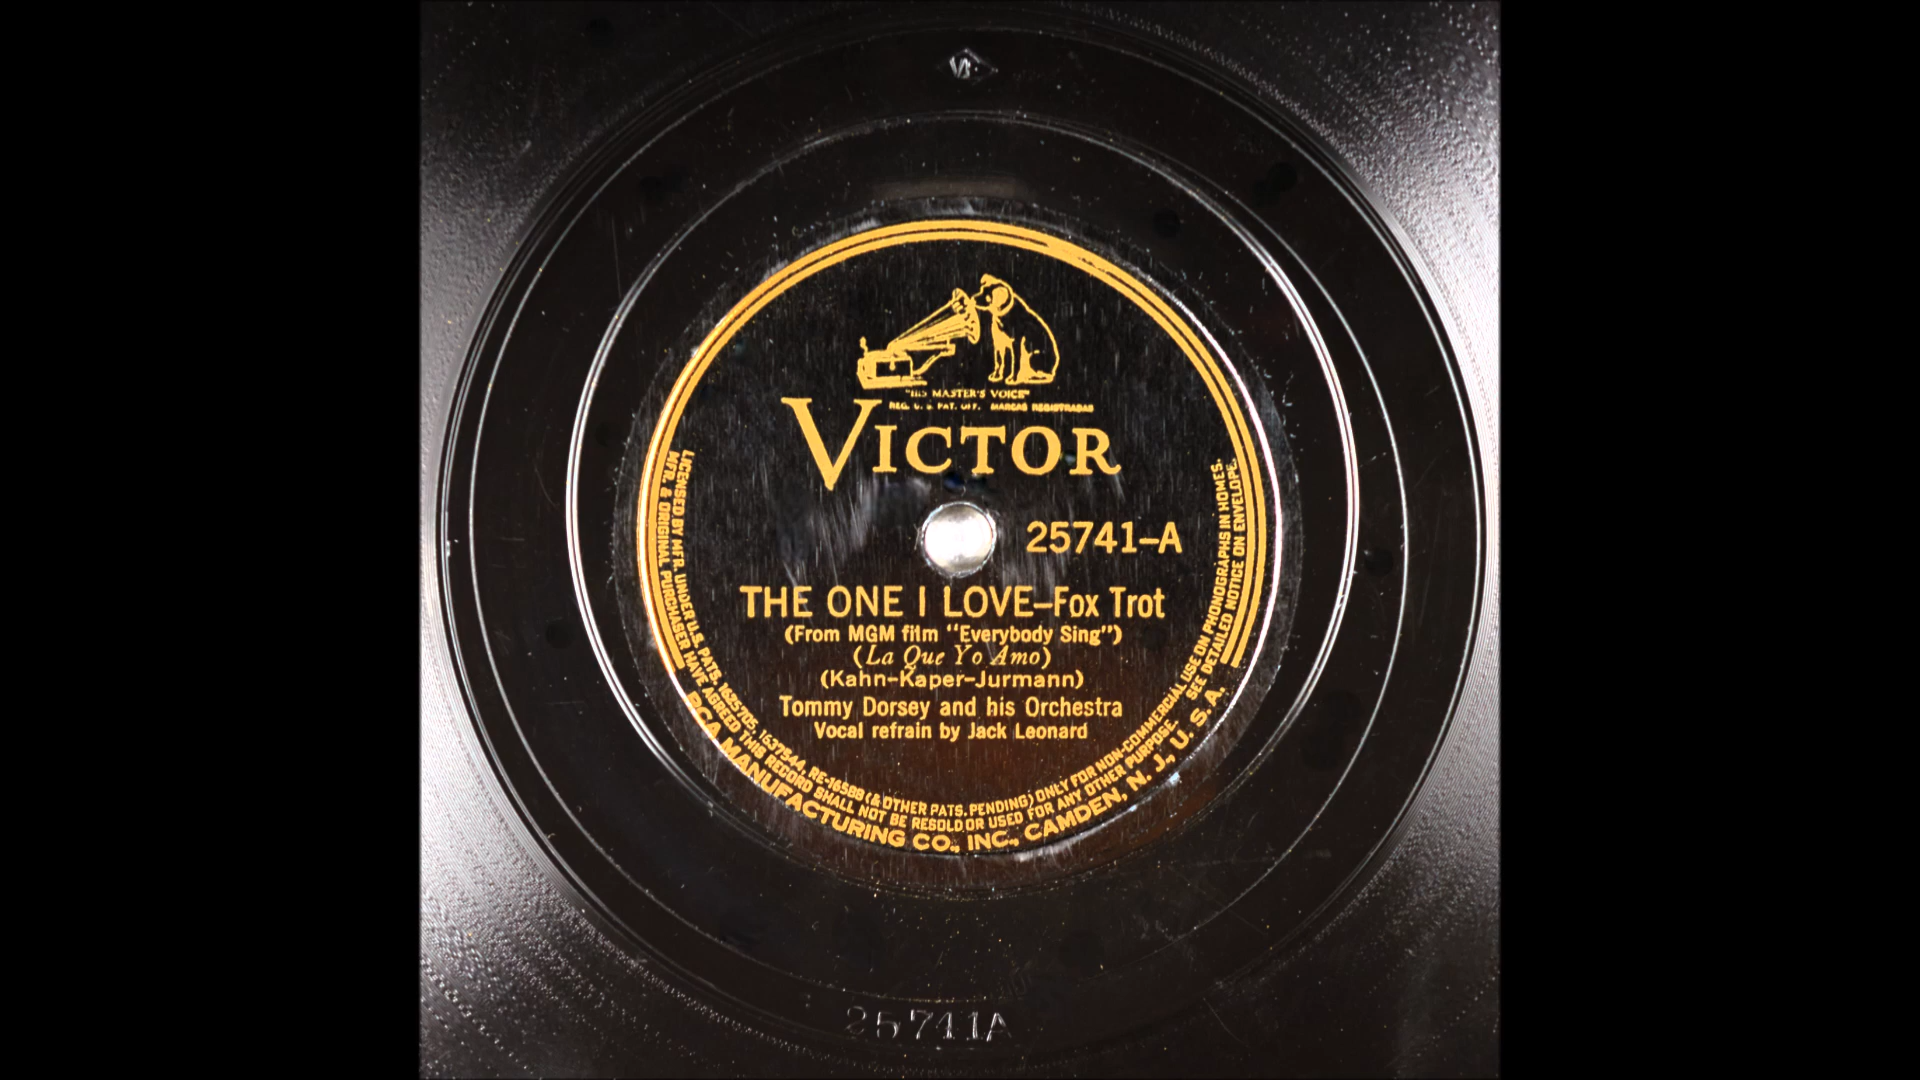 VS
"HIS MASTER'S VOICE"
REG. U. S. PAT. OFF. MARCAS REGISTRADAS
VICTOR
25741-A
THE ONE I LOVE—Fox Trot
(From MGM film "Everybody Sing")
(La Que Yo Amo)
(Kahn-Kaper-Jurmann)
Tommy Dorsey and his Orchestra
Vocal refrain by Jack Leonard
LICENSED BY MFR. UNDER U.S. PATS. 1625705, 1637544, RE-16588 (& OTHER PATS. PENDING) ONLY FOR NON-COMMERCIAL USE ON PHONOGRAPHS IN HOMES.
MFR. & ORIGINAL PURCHASER HAVE AGREED THIS RECORD SHALL NOT BE RESOLD OR USED FOR ANY OTHER PURPOSE. SEE DETAILED NOTICE ON ENVELOPE.
RCA MANUFACTURING CO., INC., CAMDEN, N. J., U. S. A.
25741A